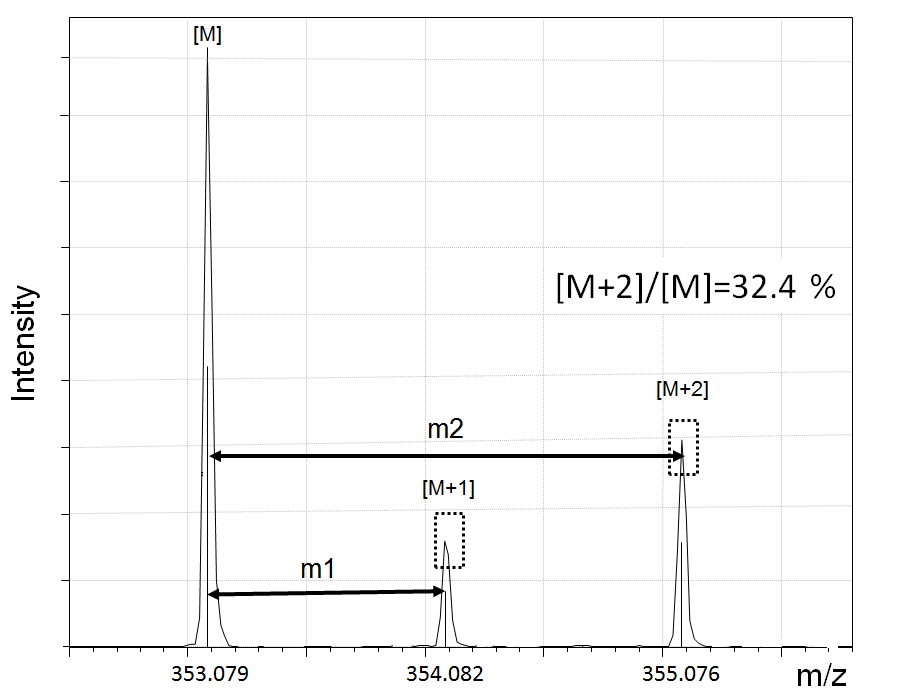 [M]
[M+2]/[M]=32.4 %
Intensity
[M+2]
m2
[M+1]
m1
353.079
354.082
355.076
m/z